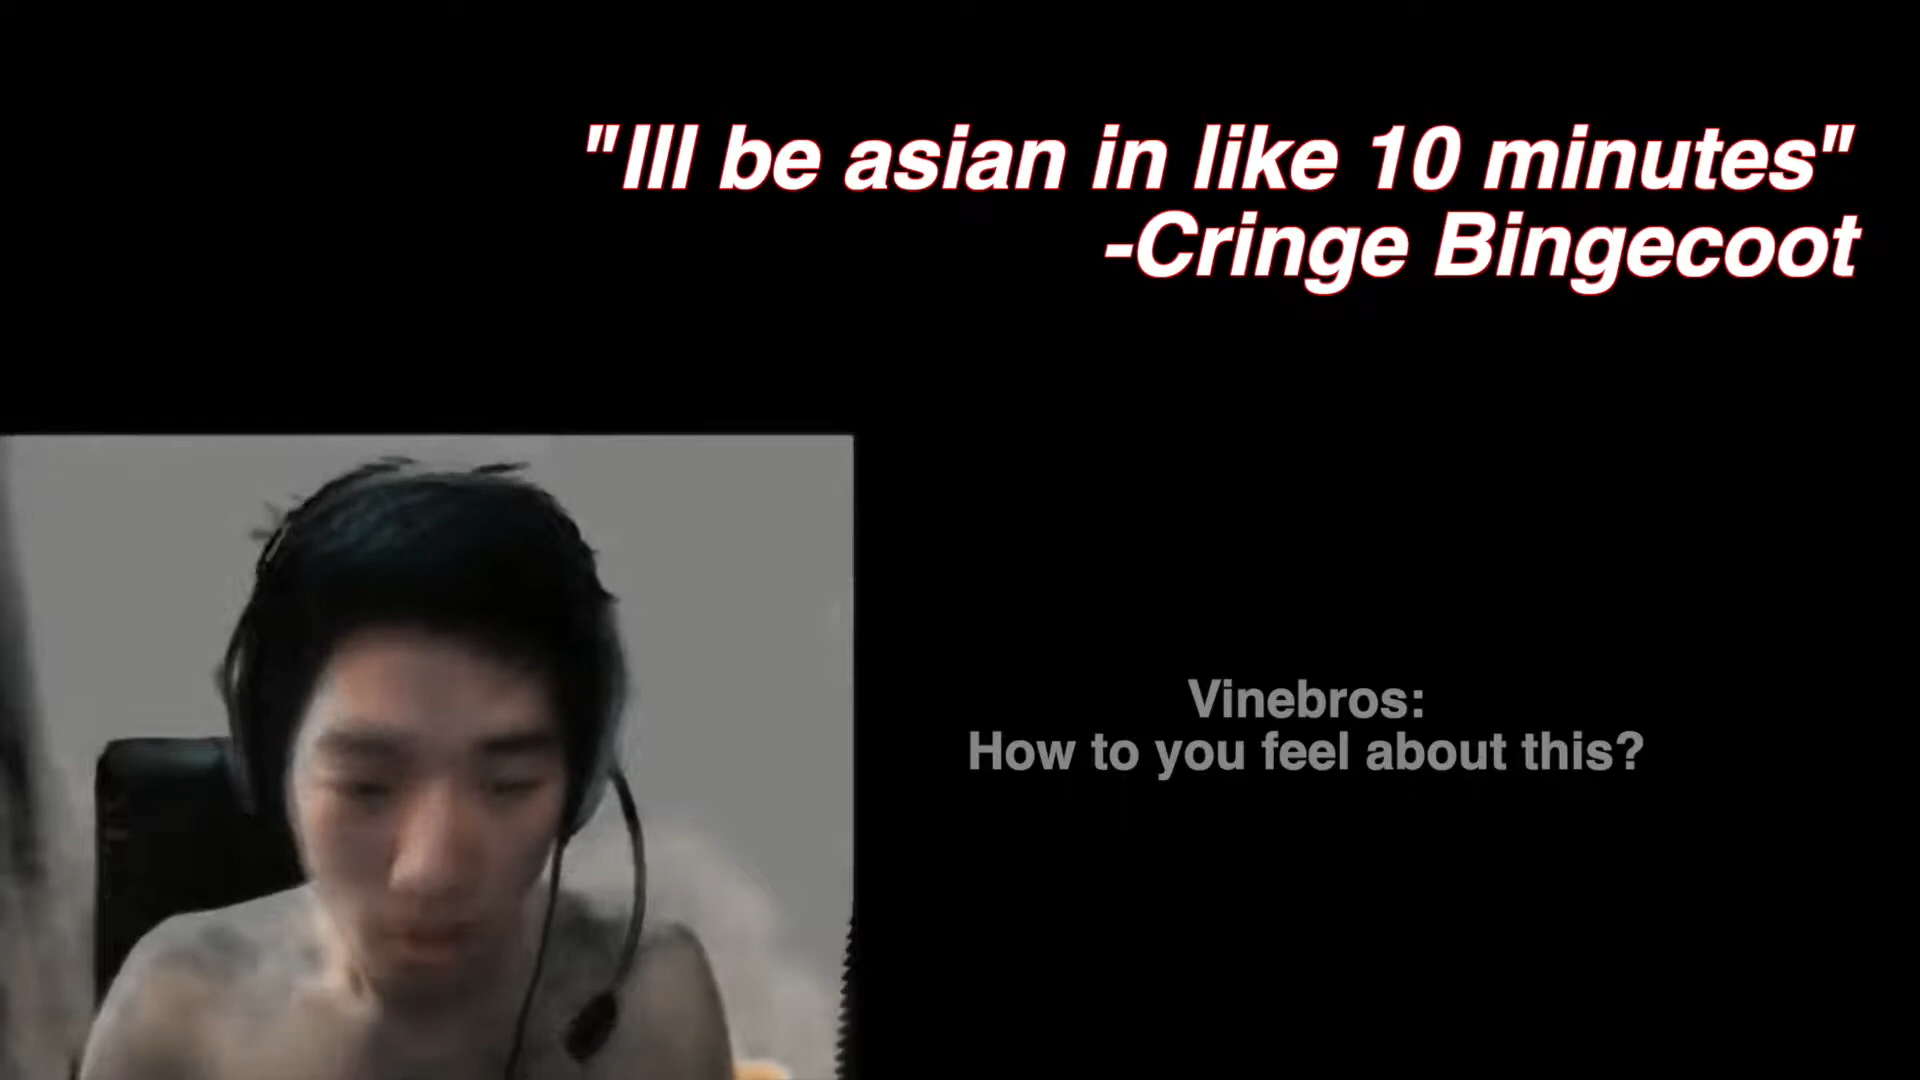 "Ill be asian in like 10 minutes"
-Cringe Bingecoot
Vinebros:
How to you feel about this?